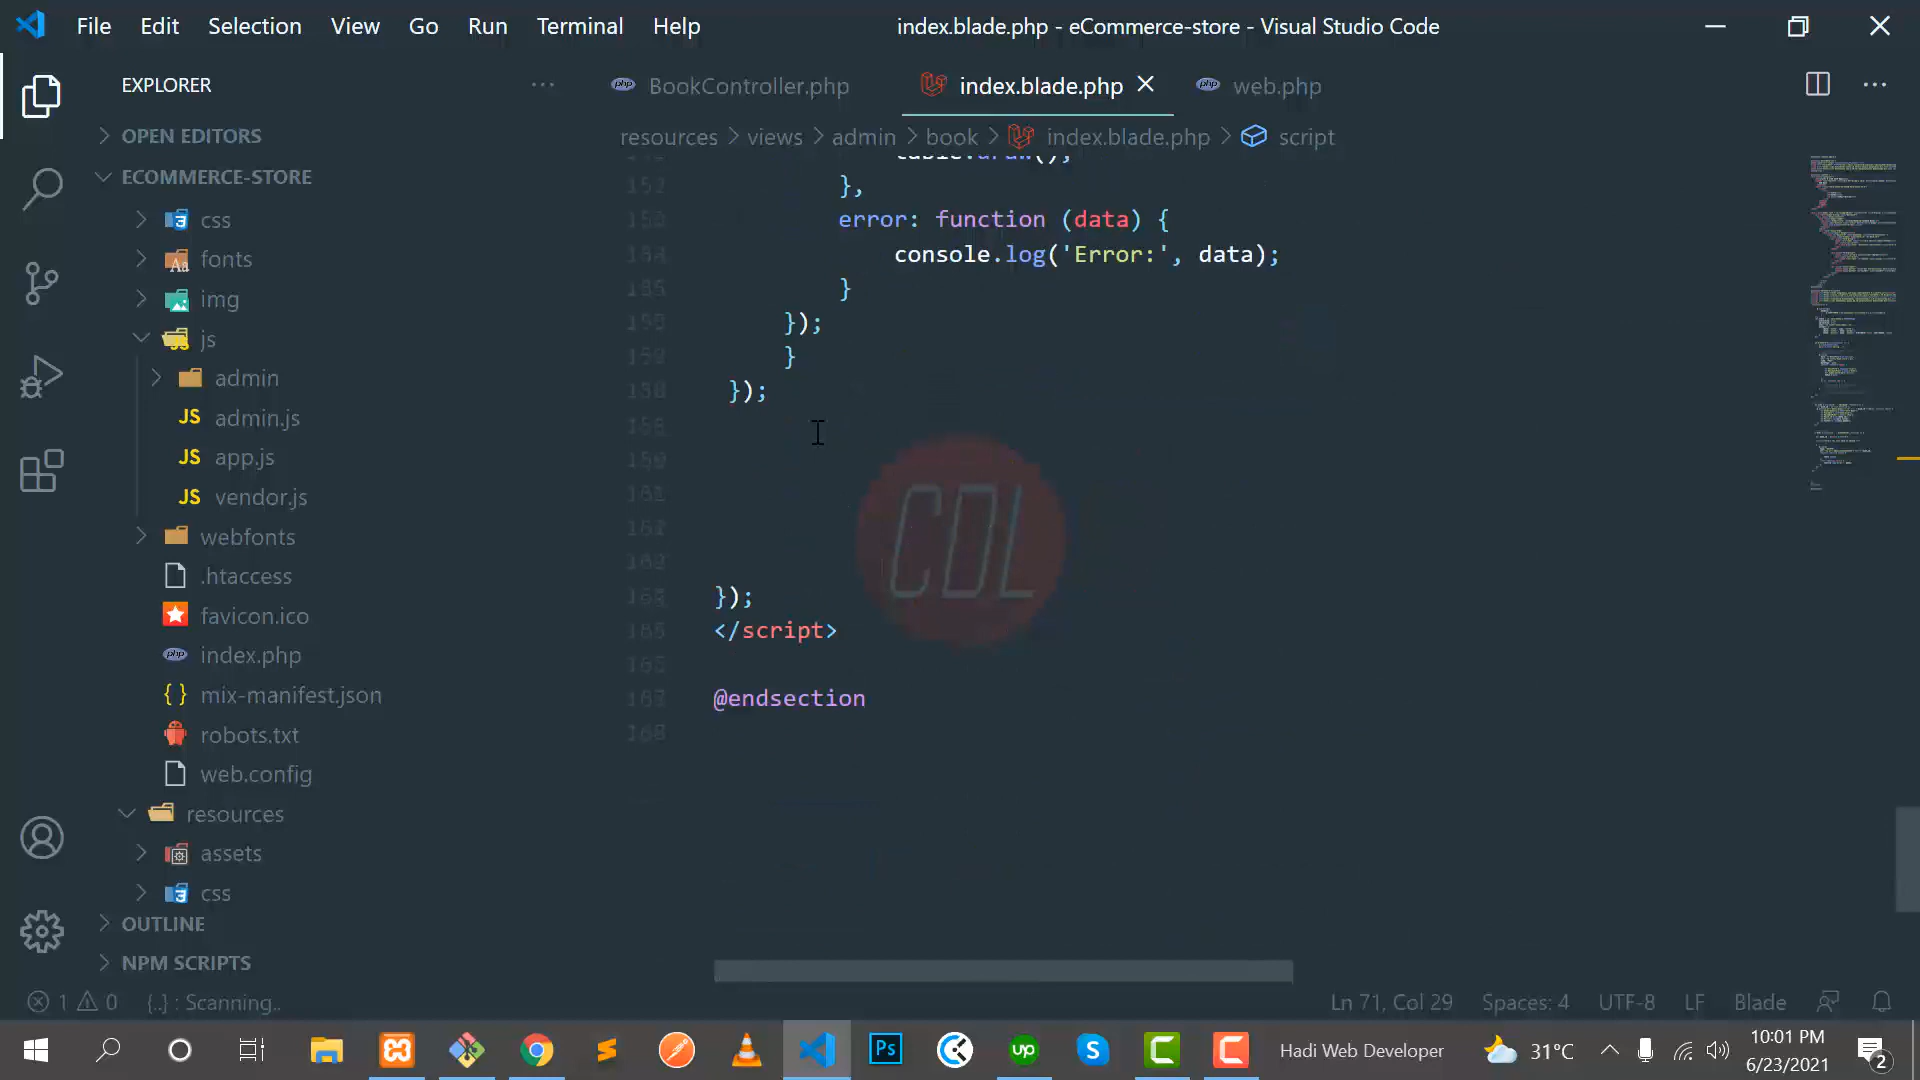 File Edit Selection View Go Run Terminal Help index.blade.php - eCommerce-store - Visual Studio Code
EXPLORER
BookController.php index.blade.php web.php
OPEN EDITORS
resources > views > admin > book > index.blade.php > script
ECOMMERCE-STORE
css
fonts
img
js
admin
admin.js
app.js
vendor.js
webfonts
.htaccess
favicon.ico
index.php
mix-manifest.json
robots.txt
web.config
resources
assets
css
OUTLINE
NPM SCRIPTS
},
error: function (data) {
console.log('Error:', data);
}
});
}
});
CDL
});
</script>
@endsection
1 0 {..} : Scanning..
Ln 71, Col 29 Spaces: 4 UTF-8 LF Blade
Hadi Web Developer 31°C 10:01 PM
6/23/2021
2